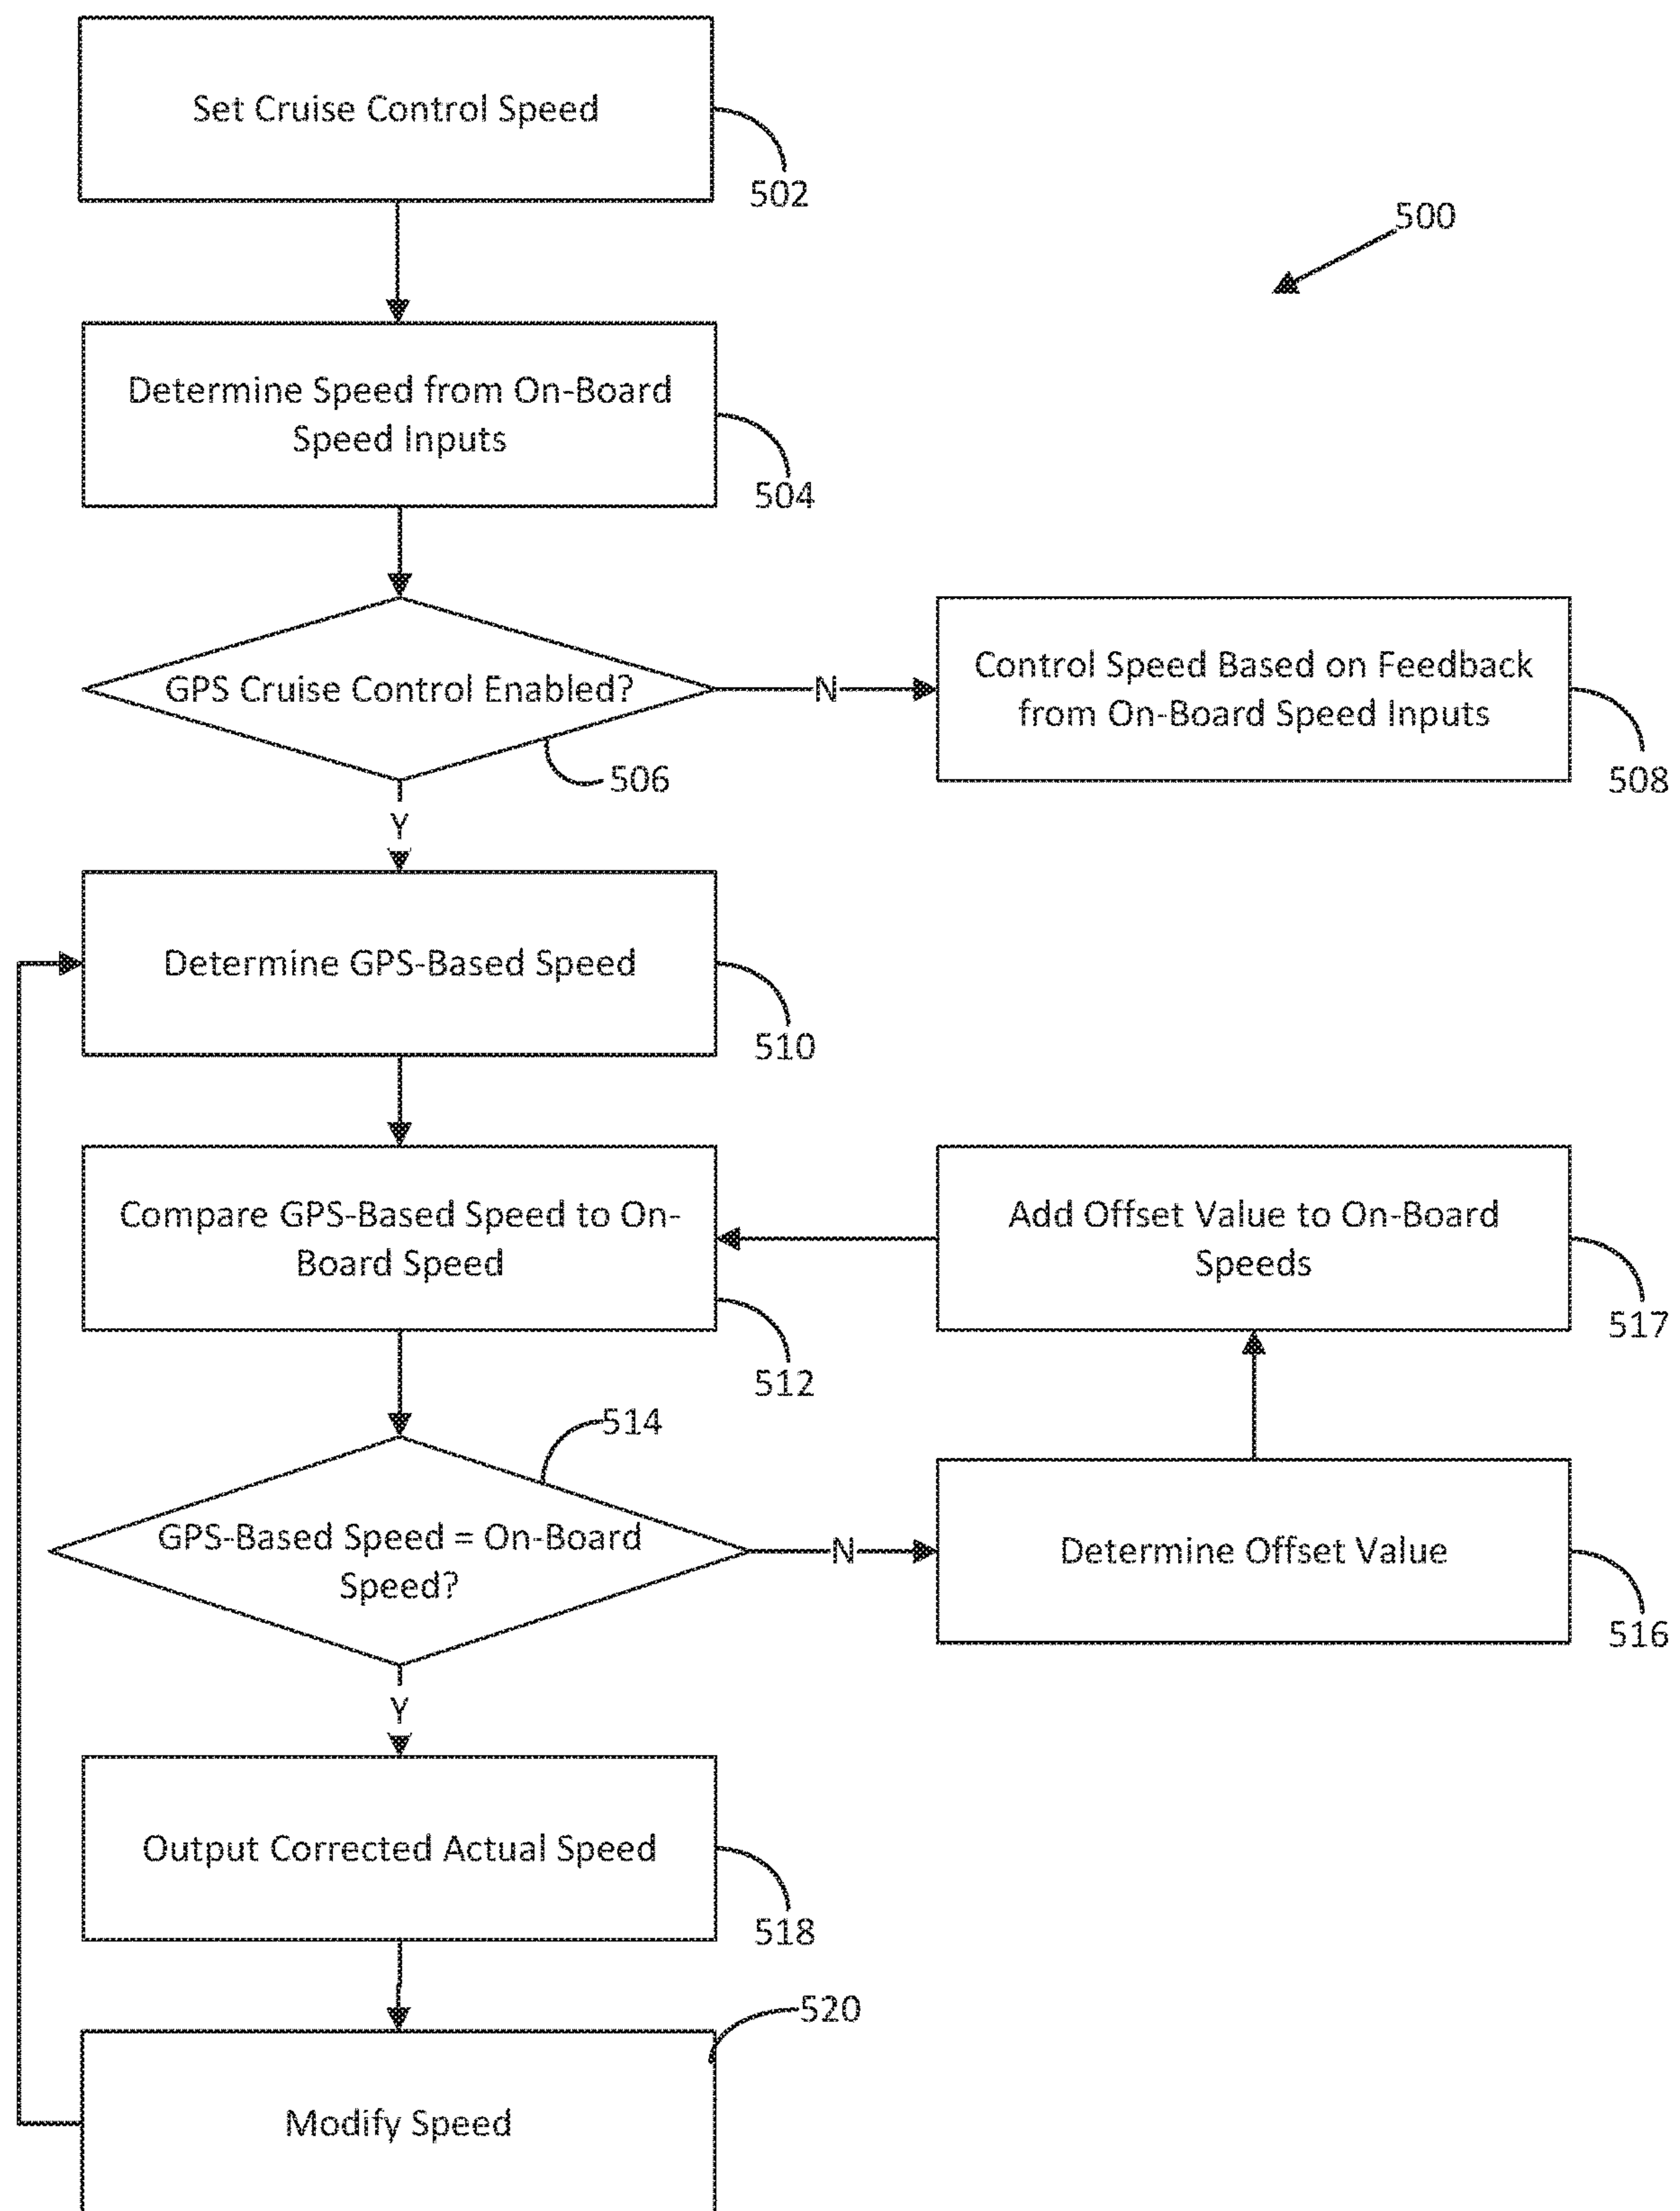 Set Cruise Control Speed
502
500
Determine Speed from On-Board
Speed Inputs
504
GPS Cruise Control Enabled?
N
Control Speed Based on Feedback
from On-Board Speed Inputs
506
508
Y
Determine GPS-Based Speed
510
Compare GPS-Based Speed to On-
Board Speed
512
Add Offset Value to On-Board
Speeds
517
514
GPS-Based Speed = On-Board
Speed?
N
Determine Offset Value
516
Y
Output Corrected Actual Speed
518
520
Modify Speed